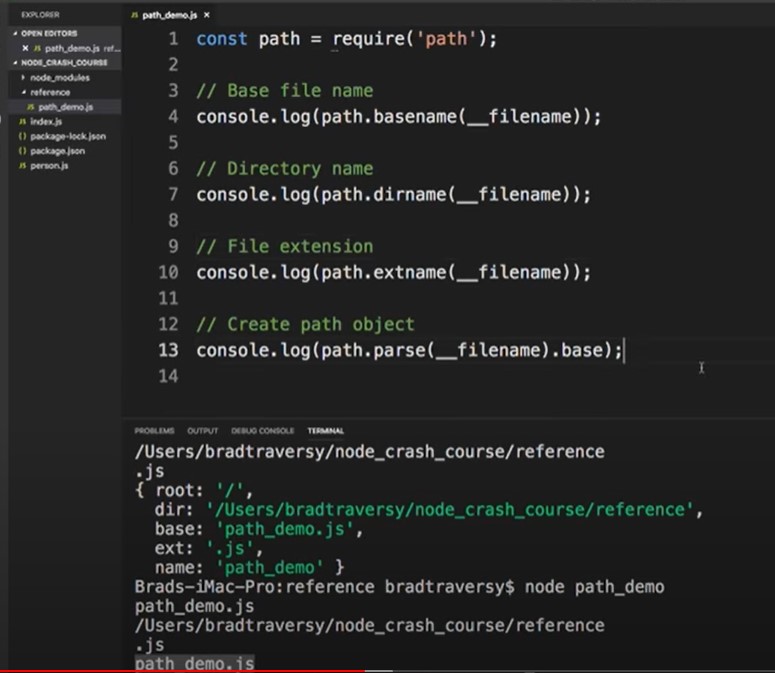 EXPLORER
OPEN EDITORS
× JS path_demo.js ref...
NODE_CRASH_COURSE
node_modules
reference
JS path_demo.js
JS index.js
{} package-lock.json
{} package.json
JS person.js
JS path_demo.js ×
1 const path = require('path');
2
3 // Base file name
4 console.log(path.basename(__filename));
5
6 // Directory name
7 console.log(path.dirname(__filename));
8
9 // File extension
10 console.log(path.extname(__filename));
11
12 // Create path object
13 console.log(path.parse(__filename).base);
14
PROBLEMS OUTPUT DEBUG CONSOLE TERMINAL
/Users/bradtraversy/node_crash_course/reference
.js
{ root: '/',
dir: '/Users/bradtraversy/node_crash_course/reference',
base: 'path_demo.js',
ext: '.js',
name: 'path_demo' }
Brads-iMac-Pro:reference bradtraversy$ node path_demo
path_demo.js
/Users/bradtraversy/node_crash_course/reference
.js
path_demo.js